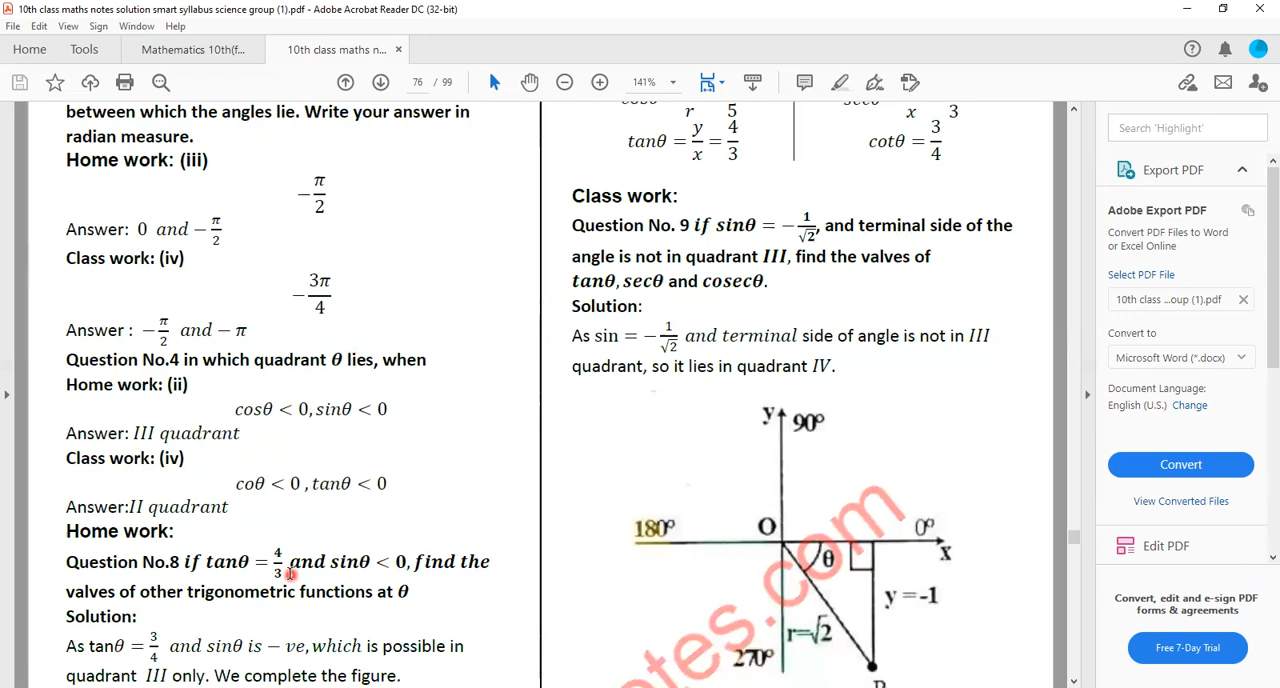 10th class maths notes solution smart syllabus science group (1).pdf - Adobe Acrobat Reader DC (32-bit)
File Edit View Sign Window Help
Home Tools Mathematics 10th(f... 10th class maths n... ×
76 / 99 141%
between which the angles lie. Write your answer in
radian measure.
Home work: (iii)
−π/2
Answer: 0 and −π/2
Class work: (iv)
−3π/4
Answer : −π/2 and − π
Question No.4 in which quadrant θ lies, when
Home work: (ii)
cosθ < 0, sinθ < 0
Answer: III quadrant
Class work: (iv)
coθ < 0 , tanθ < 0
Answer:II quadrant
Home work:
Question No.8 if tanθ = 4/3 and sinθ < 0, find the
valves of other trigonometric functions at θ
Solution:
As tanθ = 3/4 and sinθ is − ve, which is possible in
quadrant III only. We complete the figure.
r 5
x 3
tanθ = y/x = 4/3
cotθ = 3/4
Class work:
Question No. 9 if sinθ = −1/√2, and terminal side of the
angle is not in quadrant III, find the valves of
tanθ, secθ and cosecθ.
Solution:
As sin = −1/√2 and terminal side of angle is not in III
quadrant, so it lies in quadrant IV.
y 90°
180° O 0°
x
θ
y = -1
r=√2
270°
otes.com
Search 'Highlight'
Export PDF
Adobe Export PDF
Convert PDF Files to Word
or Excel Online
Select PDF File
10th class ...oup (1).pdf
Convert to
Microsoft Word (*.docx)
Document Language:
English (U.S.) Change
Convert
View Converted Files
Edit PDF
Convert, edit and e-sign PDF
forms & agreements
Free 7-Day Trial